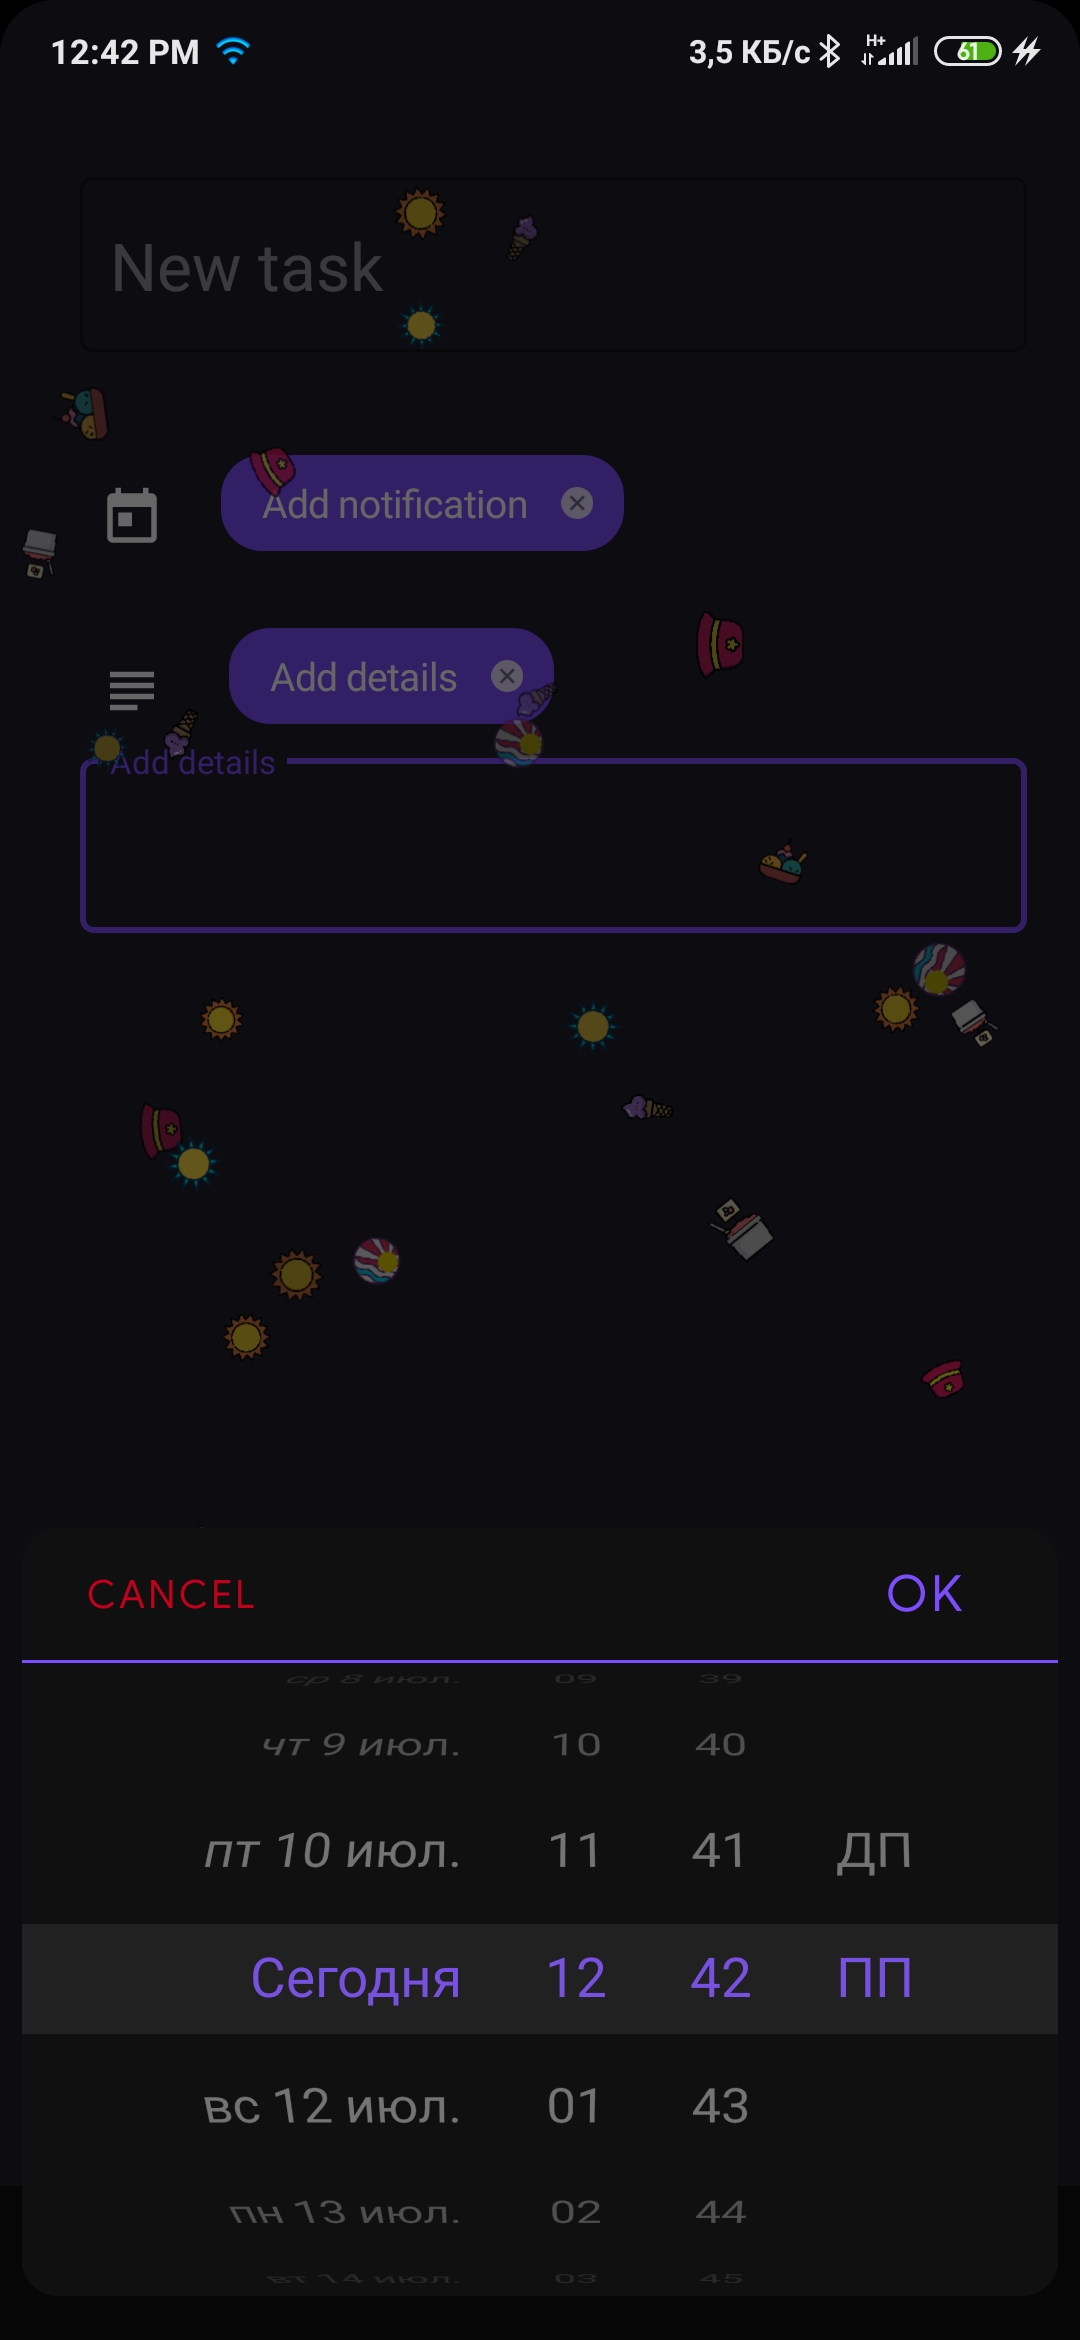 12:42 PM 3,5 КБ/с H+ 61
New task
Add notification
Add details
Add details
CANCEL OK
ср 8 июл. 09 39
чт 9 июл. 10 40
пт 10 июл. 11 41 ДП
Сегодня 12 42 ПП
вс 12 июл. 01 43
пн 13 июл. 02 44
вт 14 июл. 03 45